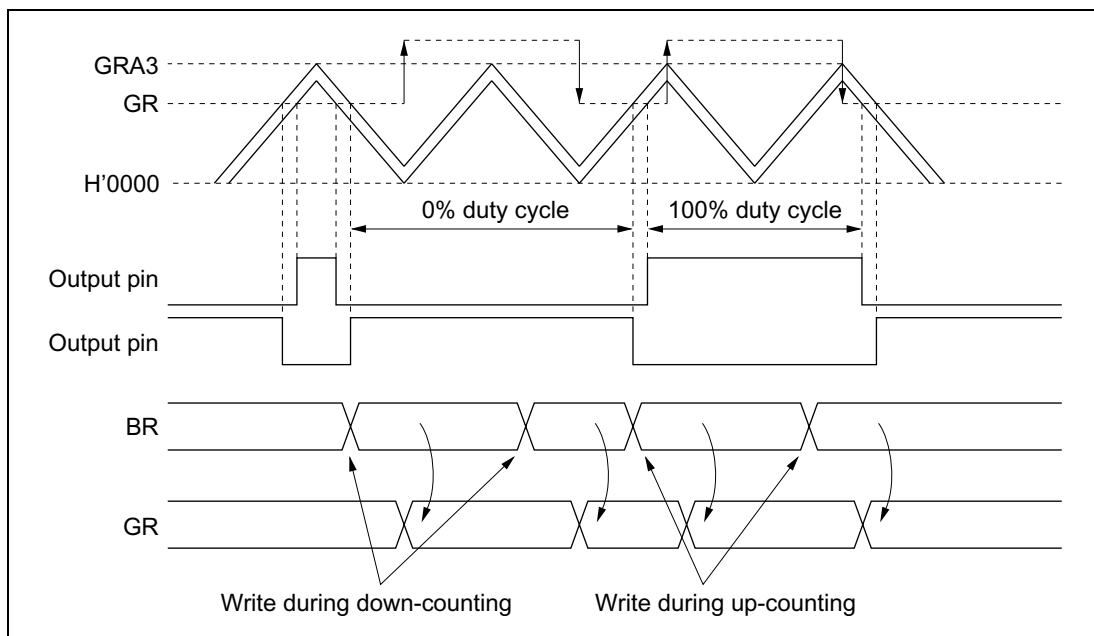 GRA3
GR
H'0000
0% duty cycle
100% duty cycle
Output pin
Output pin
BR
GR
Write during down-counting
Write during up-counting